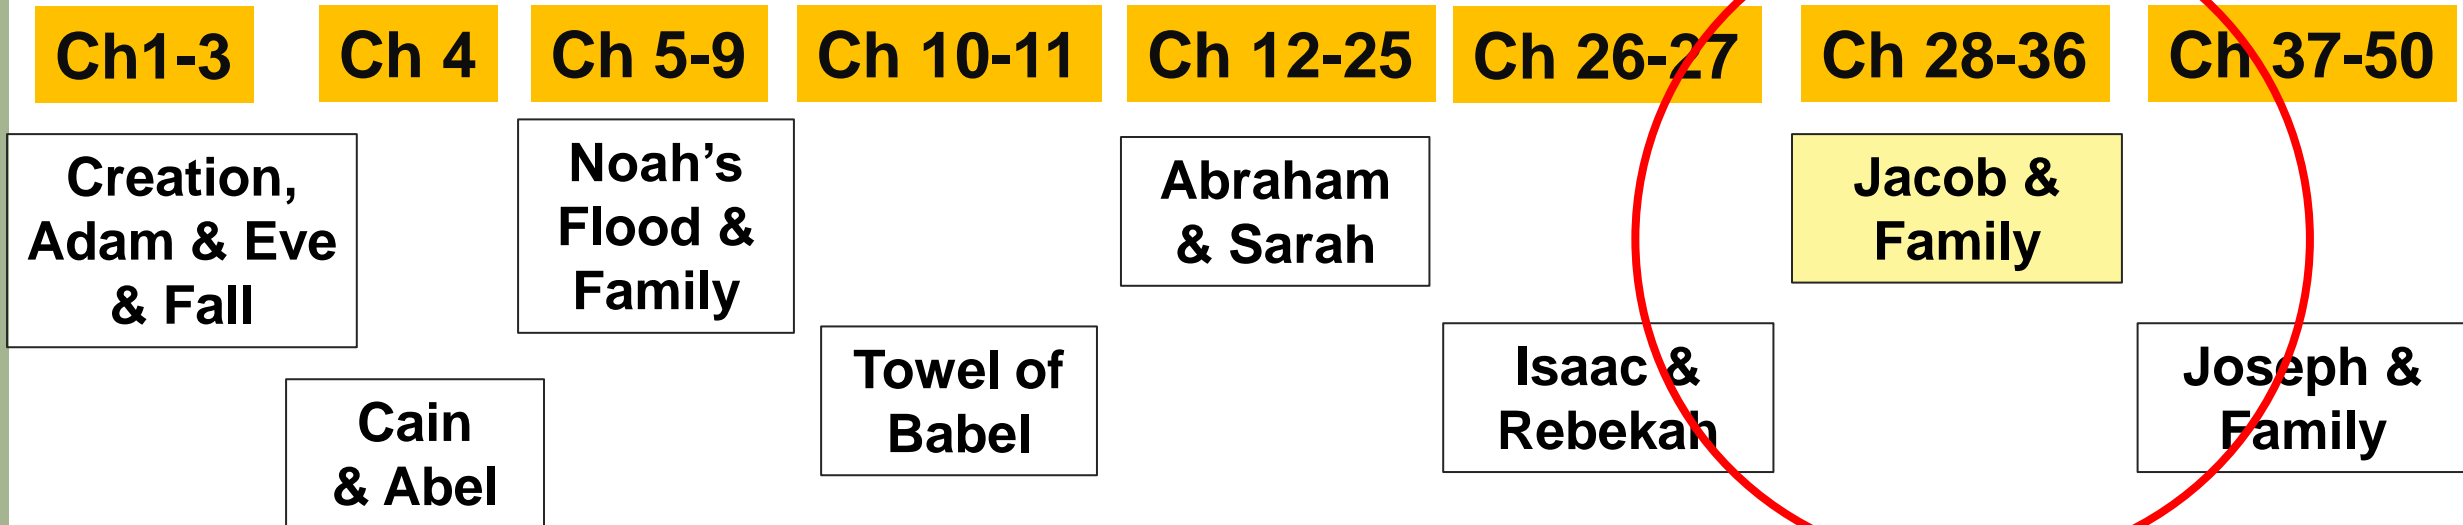 Ch1-3
Ch 4
Ch 5-9
Ch 10-11
Ch 12-25
Ch 26-27
Ch 28-36
Ch 37-50
Creation,
Adam & Eve
& Fall
Cain
& Abel
Noah’s
Flood &
Family
Towel of
Babel
Abraham
& Sarah
Isaac &
Rebekah
Jacob &
Family
Joseph &
Family